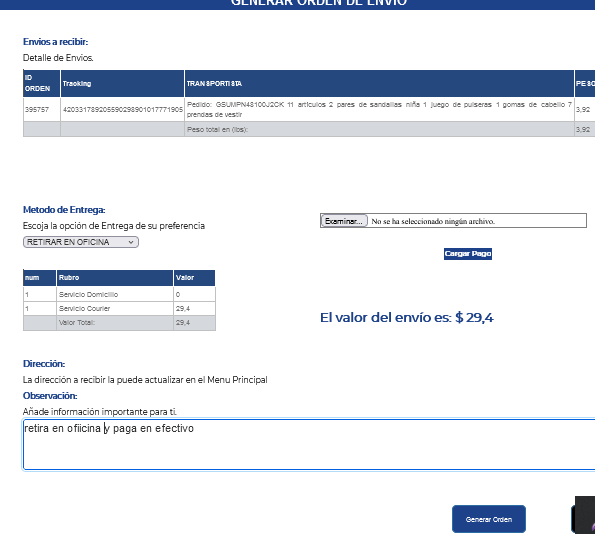 GENERAR ORDEN DE ENVIO
Envios a recibir:
Detalle de Envios.
ID ORDEN Tracking TRANSPORTISTA PESO
395757 420331789205590298901017771905 Pedido: GSUMPN48100J2CK 11 artículos 2 pares de sandalias niña 1 juego de pulseras 1 gomas de cabello 7 3,92
prendas de vestir
Peso total en (lbs): 3,92
Metodo de Entrega:
Escoja la opción de Entrega de su preferencia
RETIRAR EN OFICINA
Examinar... No se ha seleccionado ningún archivo.
Cargar Pago
num Rubro Valor
1 Servicio Domicilio 0
1 Servicio Courier 29,4
Valor Total: 29,4
El valor del envío es: $ 29,4
Dirección:
La dirección a recibir la puede actualizar en el Menu Principal
Observación:
Añade información importante para ti.
retira en ofiicina y paga en efectivo
Generar Orden